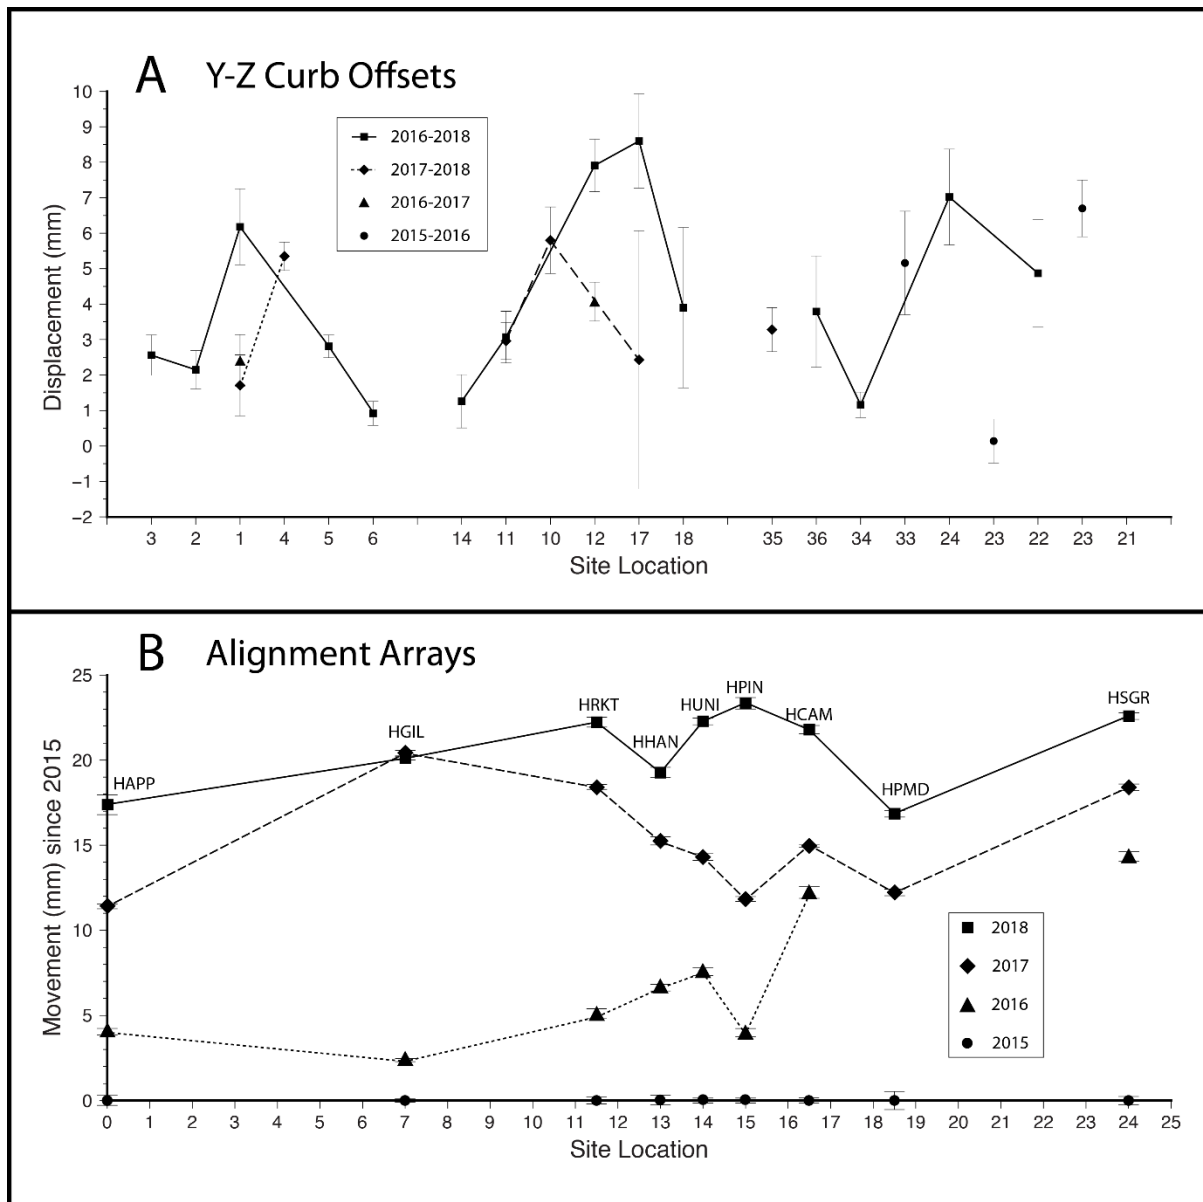 A Y-Z Curb Offsets
10
9
8
7
6
5
4
3
2
1
0
−1
−2
Displacement (mm)
2016-2018
2017-2018
2016-2017
2015-2016
3 2 1 4 5 6 14 11 10 12 17 18 35 36 34 33 24 23 22 23 21
Site Location
B Alignment Arrays
25
20
15
10
5
0
Movement (mm) since 2015
HAPP
HGIL
HRKT
HHAN
HUNI
HPIN
HCAM
HPMD
HSGR
2018
2017
2016
2015
0 1 2 3 4 5 6 7 8 9 10 11 12 13 14 15 16 17 18 19 20 21 22 23 24 25
Site Location